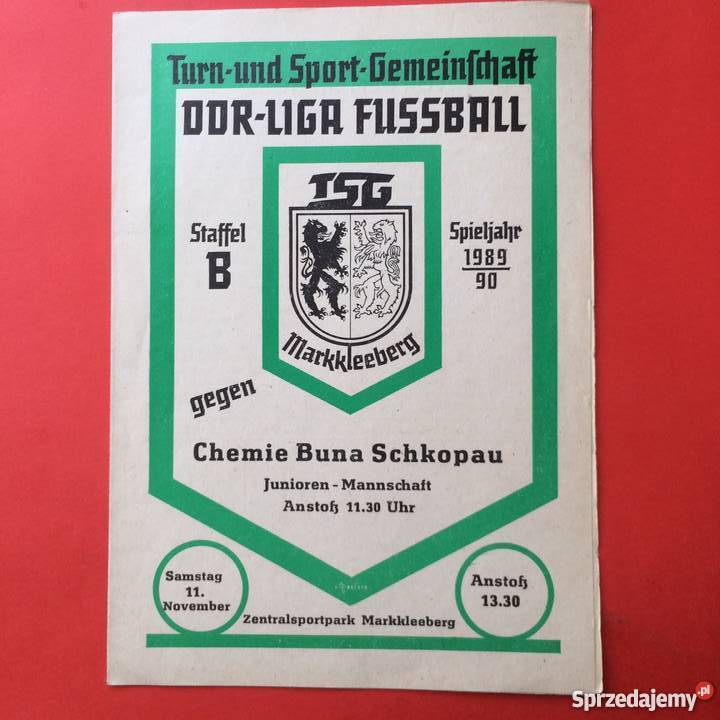 Turn-und Sport-Gemeinschaft
DDR-LIGA FUSSBALL
TSG
Staffel
B
Spieljahr
1989
90
Markkleeberg
gegen
Chemie Buna Schkopau
Junioren - Mannschaft
Anstoß 11.30 Uhr
Samstag
11.
November
Anstoß
13.30
Zentralsportpark Markkleeberg
Sprzedajemy.pl